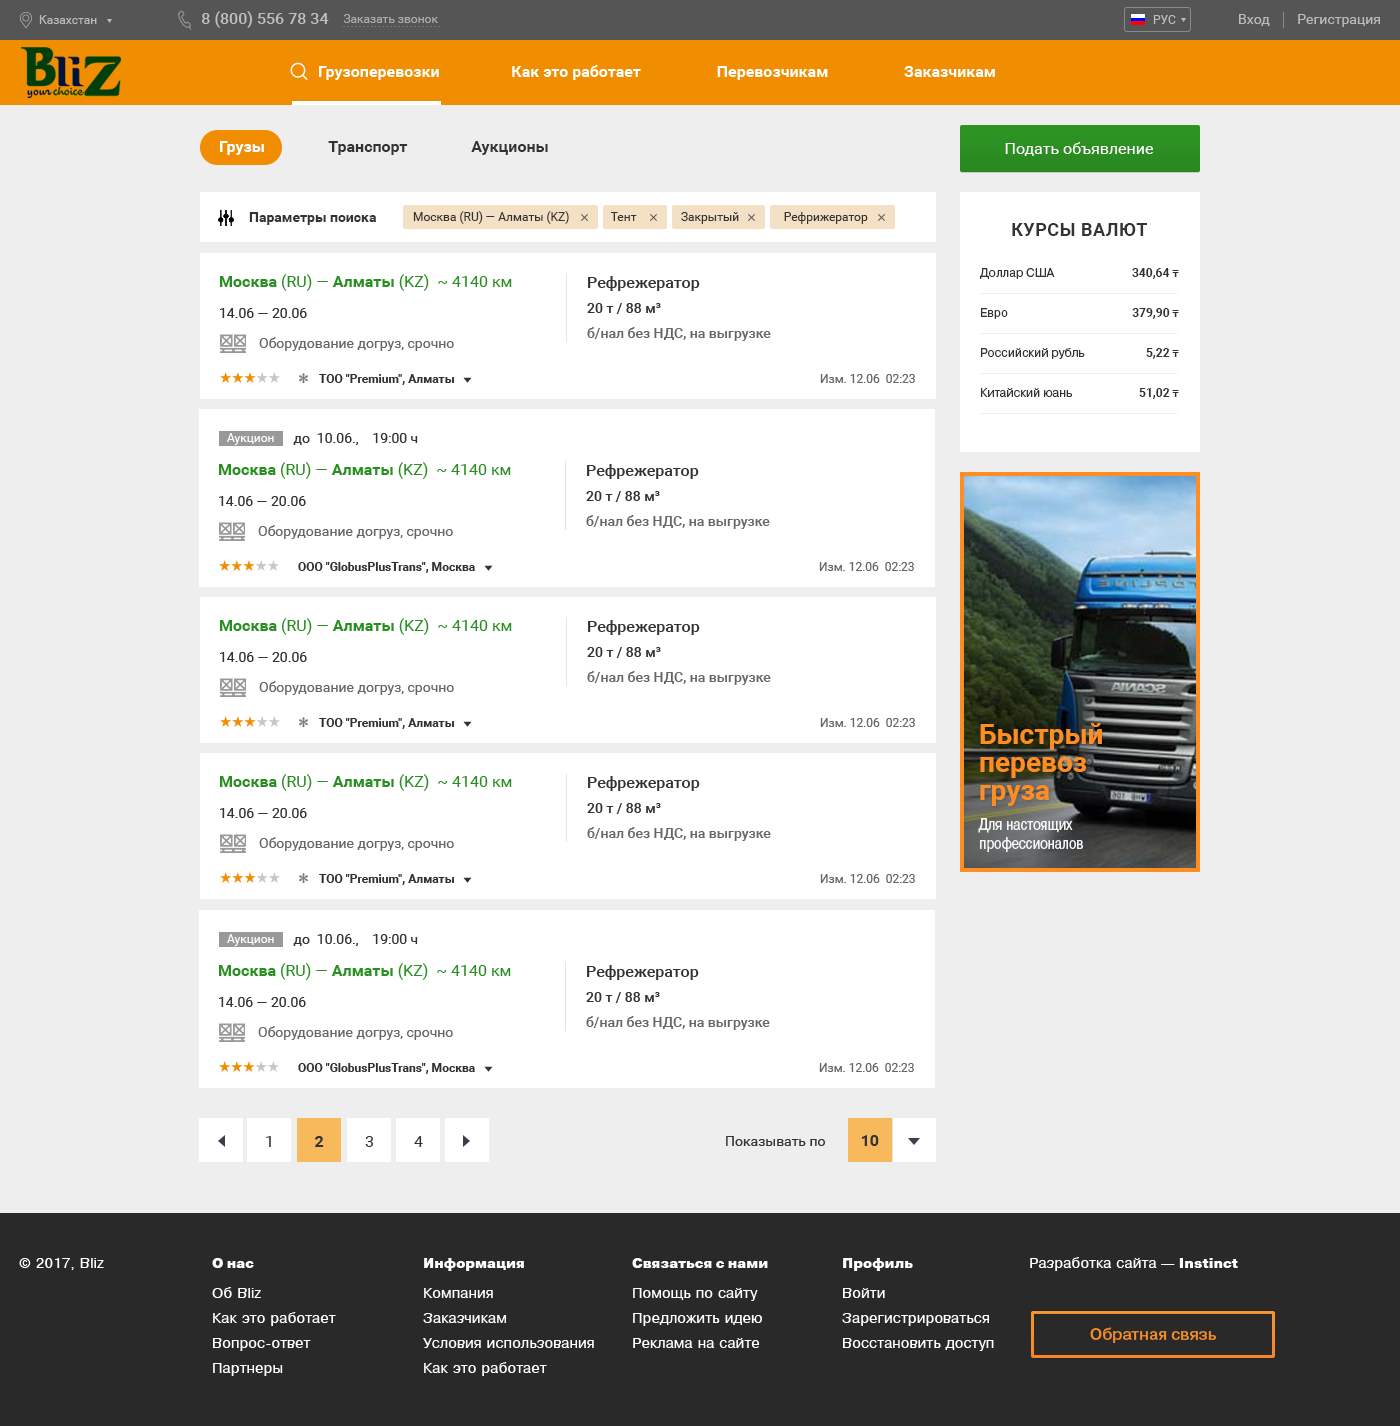 Казахстан
8 (800) 556 78 34
Заказать звонок
РУС
Вход
Регистрация
BliZ
your choice
Грузоперевозки
Как это работает
Перевозчикам
Заказчикам
Грузы
Транспорт
Аукционы
Подать объявление
Параметры поиска
Москва (RU) — Алматы (KZ) ×
Тент ×
Закрытый ×
Рефрижератор ×
Москва (RU) — Алматы (KZ) ~ 4140 км
14.06 — 20.06
Оборудование догруз, срочно
ТОО "Premium", Алматы
Рефрежератор
20 т / 88 м³
б/нал без НДС, на выгрузке
Изм. 12.06 02:23
Аукцион до 10.06., 19:00 ч
Москва (RU) — Алматы (KZ) ~ 4140 км
14.06 — 20.06
Оборудование догруз, срочно
ООО "GlobusPlusTrans", Москва
Рефрежератор
20 т / 88 м³
б/нал без НДС, на выгрузке
Изм. 12.06 02:23
Москва (RU) — Алматы (KZ) ~ 4140 км
14.06 — 20.06
Оборудование догруз, срочно
ТОО "Premium", Алматы
Рефрежератор
20 т / 88 м³
б/нал без НДС, на выгрузке
Изм. 12.06 02:23
Москва (RU) — Алматы (KZ) ~ 4140 км
14.06 — 20.06
Оборудование догруз, срочно
ТОО "Premium", Алматы
Рефрежератор
20 т / 88 м³
б/нал без НДС, на выгрузке
Изм. 12.06 02:23
Аукцион до 10.06., 19:00 ч
Москва (RU) — Алматы (KZ) ~ 4140 км
14.06 — 20.06
Оборудование догруз, срочно
ООО "GlobusPlusTrans", Москва
Рефрежератор
20 т / 88 м³
б/нал без НДС, на выгрузке
Изм. 12.06 02:23
1
2
3
4
Показывать по
10
КУРСЫ ВАЛЮТ
Доллар США 340,64 ₸
Евро 379,90 ₸
Российский рубль 5,22 ₸
Китайский юань 51,02 ₸
SCANIA
Быстрый
перевоз
груза
Для настоящих
профессионалов
© 2017, Bliz
О нас
Об Bliz
Как это работает
Вопрос-ответ
Партнеры
Информация
Компания
Заказчикам
Условия использования
Как это работает
Связаться с нами
Помощь по сайту
Предложить идею
Реклама на сайте
Профиль
Войти
Зарегистрироваться
Восстановить доступ
Разработка сайта — Instinct
Обратная связь